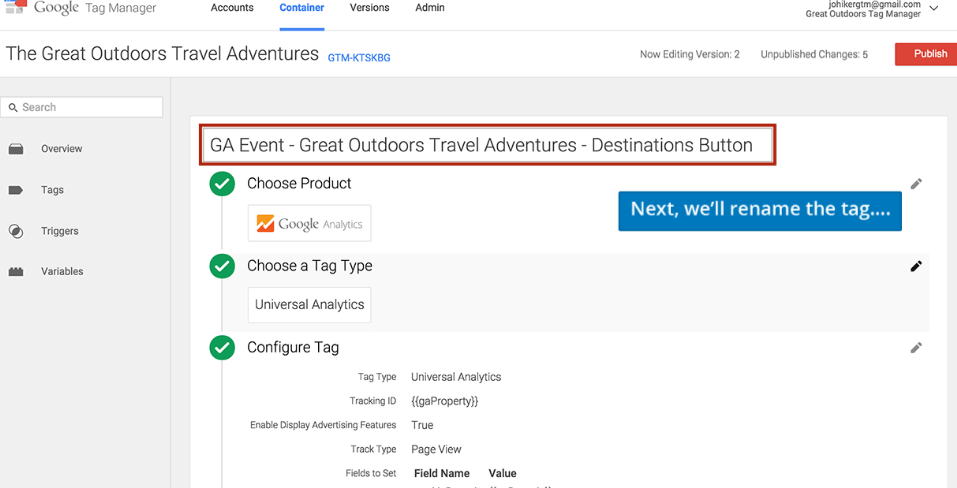 Google Tag Manager
Accounts Container Versions Admin
johikergtm@gmail.com
Great Outdoors Tag Manager
The Great Outdoors Travel Adventures GTM-KTSKBG
Now Editing Version: 2 Unpublished Changes: 5 Publish
Search
Overview
Tags
Triggers
Variables
GA Event - Great Outdoors Travel Adventures - Destinations Button
Choose Product
Next, we'll rename the tag....
Google Analytics
Choose a Tag Type
Universal Analytics
Configure Tag
Tag Type Universal Analytics
Tracking ID {{gaProperty}}
Enable Display Advertising Features True
Track Type Page View
Fields to Set Field Name Value